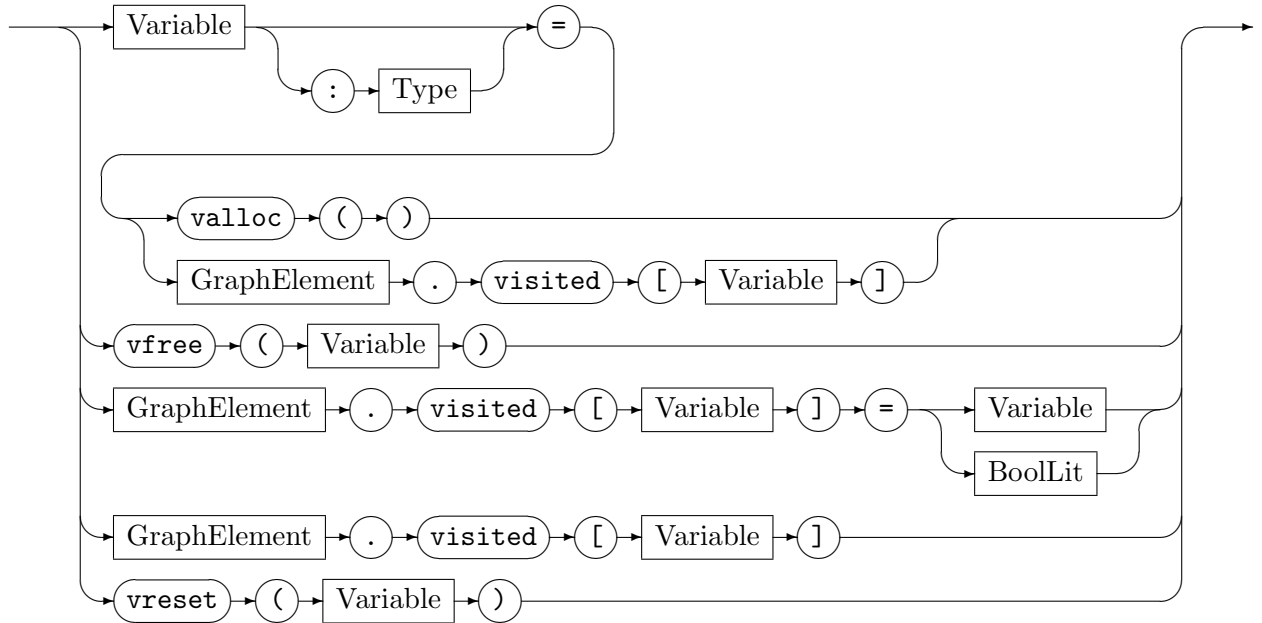 Variable =
: Type
valloc ( )
GraphElement . visited [ Variable ]
vfree ( Variable )
GraphElement . visited [ Variable ] = Variable
BoolLit
GraphElement . visited [ Variable ]
vreset ( Variable )